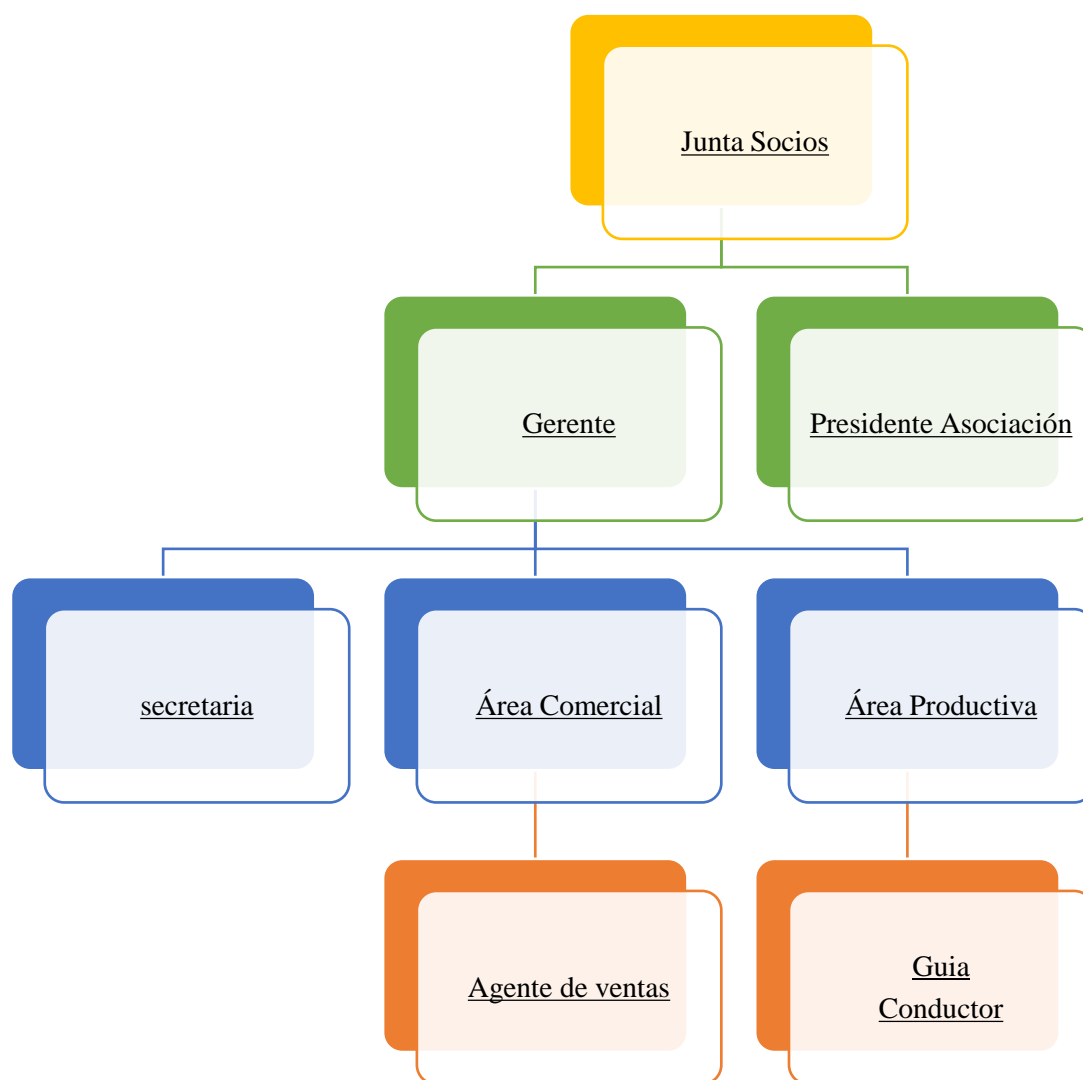 Junta Socios
Gerente
Presidente Asociación
secretaria
Área Comercial
Área Productiva
Agente de ventas
Guia
Conductor